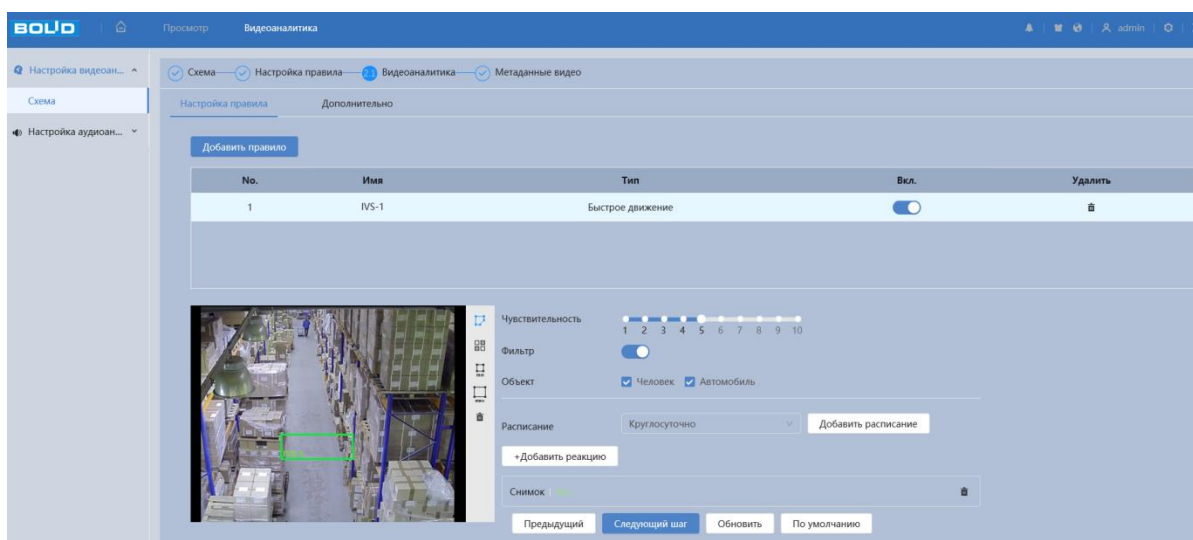 BOLID
Просмотр
Видеоаналитика
admin
Настройка видеоан...
Схема
Настройка аудиоан...
Схема
Настройка правила
2.1
Видеоаналитика
Метаданные видео
Настройка правила
Дополнительно
Добавить правило
No.
Имя
Тип
Вкл.
Удалить
1
IVS-1
Быстрое движение
Чувствительность
1 2 3 4 5 6 7 8 9 10
Фильтр
Объект
Человек
Автомобиль
Расписание
Круглосуточно
Добавить расписание
+Добавить реакцию
Снимок
Предыдущий
Следующий шаг
Обновить
По умолчанию